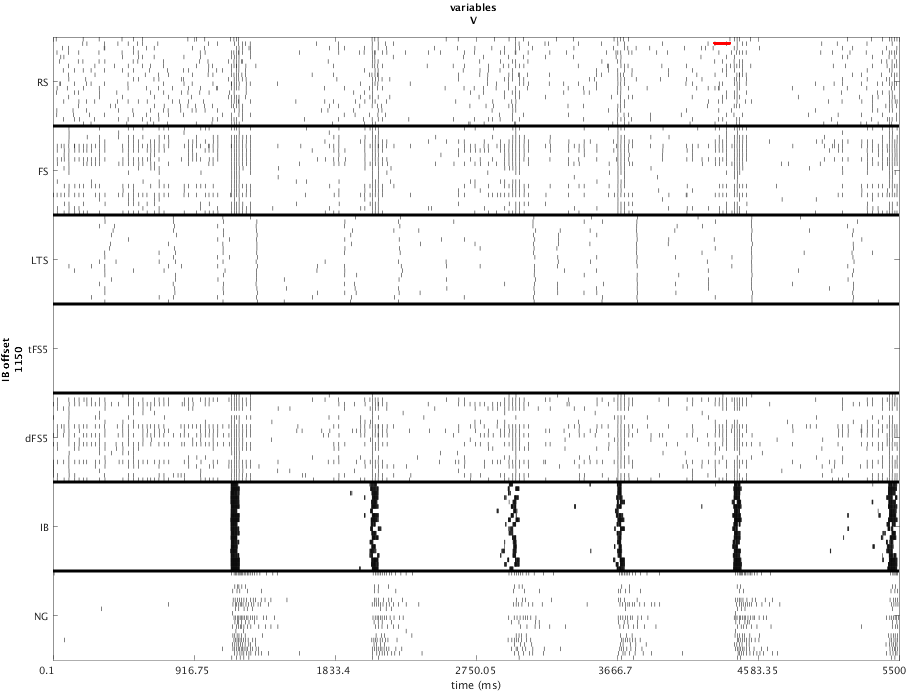 variables
V
RS
FS
LTS
tFS5
dFS5
IB
NG
IB offset
1150
0.1 916.75 1833.4 2750.05 3666.7 4583.35 5500
time (ms)